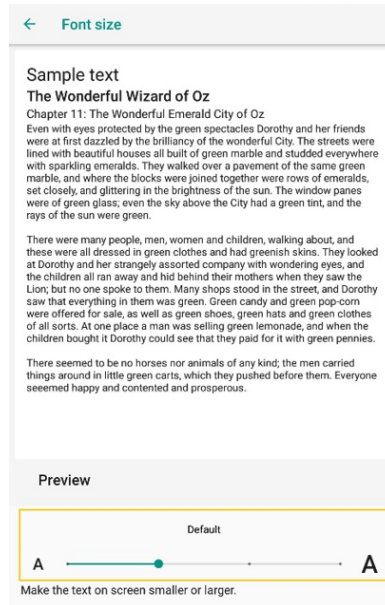 Font size
Sample text
The Wonderful Wizard of Oz
Chapter 11: The Wonderful Emerald City of Oz
Even with eyes protected by the green spectacles Dorothy and her friends
were at first dazzled by the brilliancy of the wonderful City. The streets were
lined with beautiful houses all built of green marble and studded everywhere
with sparkling emeralds. They walked over a pavement of the same green
marble, and where the blocks were joined together were rows of emeralds,
set closely, and glittering in the brightness of the sun. The window panes
were of green glass; even the sky above the City had a green tint, and the
rays of the sun were green.
There were many people, men, women and children, walking about, and
these were all dressed in green clothes and had greenish skins. They looked
at Dorothy and her strangely assorted company with wondering eyes, and
the children all ran away and hid behind their mothers when they saw the
Lion; but no one spoke to them. Many shops stood in the street, and Dorothy
saw that everything in them was green. Green candy and green pop-corn
were offered for sale, as well as green shoes, green hats and green clothes
of all sorts. At one place a man was selling green lemonade, and when the
children bought it Dorothy could see that they paid for it with green pennies.
There seemed to be no horses nor animals of any kind; the men carried
things around in little green carts, which they pushed before them. Everyone
seeemed happy and contented and prosperous.
Preview
Default
A A
Make the text on screen smaller or larger.